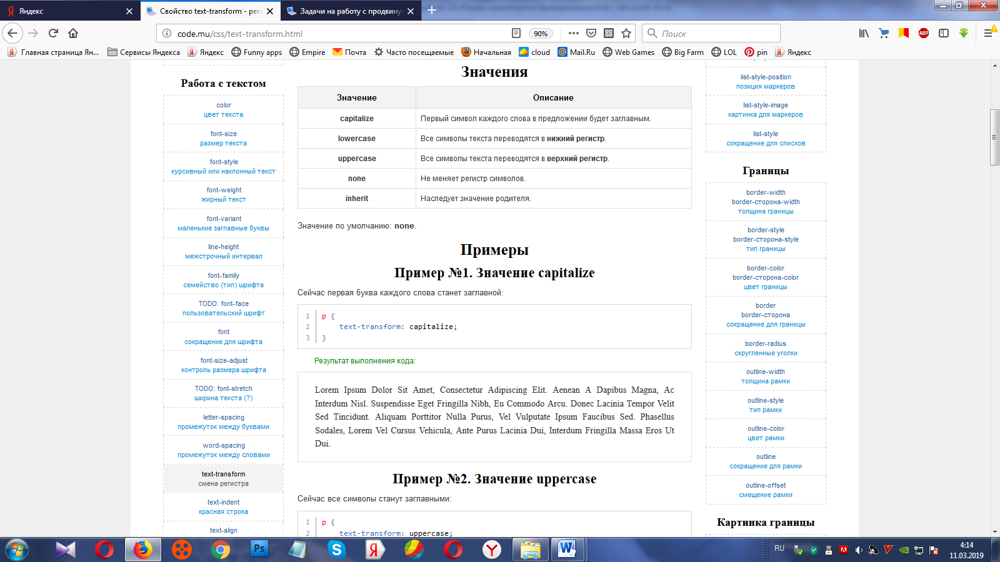 Яндекс
Свойство text-transform - реги
Задачи на работу с продвинут
code.mu/css/text-transform.html
90%
Поиск
Главная страница Ян...
Сервисы Яндекса
Яндекс
Funny apps
Empire
Почта
Часто посещаемые
Начальная
cloud
Mail.Ru
Web Games
Big Farm
LOL
pin
Яндекс
Работа с текстом
color
цвет текста
font-size
размер текста
font-style
курсивный или наклонный текст
font-weight
жирный текст
font-variant
маленькие заглавные буквы
line-height
межстрочный интервал
font-family
семейство (тип) шрифта
TODO: font-face
пользовательский шрифт
font
сокращение для шрифта
font-size-adjust
контроль размера шрифта
TODO: font-stretch
ширина текста (?)
letter-spacing
промежуток между буквами
word-spacing
промежуток между словами
text-transform
смена регистра
text-indent
красная строка
text-align
Значения
Значение Описание
capitalize Первый символ каждого слова в предложении будет заглавным.
lowercase Все символы текста переводятся в нижний регистр.
uppercase Все символы текста переводятся в верхний регистр.
none Не меняет регистр символов.
inherit Наследует значение родителя.
Значение по умолчанию: none.
Примеры
Пример №1. Значение capitalize
Сейчас первая буква каждого слова станет заглавной:
1 p {
2 text-transform: capitalize;
3 }
Результат выполнения кода:
Lorem Ipsum Dolor Sit Amet, Consectetur Adipiscing Elit. Aenean A Dapibus Magna, Ac
Interdum Nisl. Suspendisse Eget Fringilla Nibh, Eu Commodo Arcu. Donec Lacinia Tempor Velit
Sed Tincidunt. Aliquam Porttitor Nulla Purus, Vel Vulputate Ipsum Faucibus Sed. Phasellus
Sodales, Lorem Vel Cursus Vehicula, Ante Purus Lacinia Dui, Interdum Fringilla Massa Eros Ut
Dui.
Пример №2. Значение uppercase
Сейчас все символы станут заглавными:
1 p {
2 text-transform: uppercase;
list-style-position
позиция маркеров
list-style-image
картинка для маркеров
list-style
сокращение для списков
Границы
border-width
border-сторона-width
толщина границы
border-style
border-сторона-style
тип границы
border-color
border-сторона-color
цвет границы
border
border-сторона
сокращение для границы
border-radius
скругленные уголки
outline-width
толщина рамки
outline-style
тип рамки
outline-color
цвет рамки
outline
сокращение для рамки
outline-offset
смещение рамки
Картинка границы
RU
4:14
11.03.2019